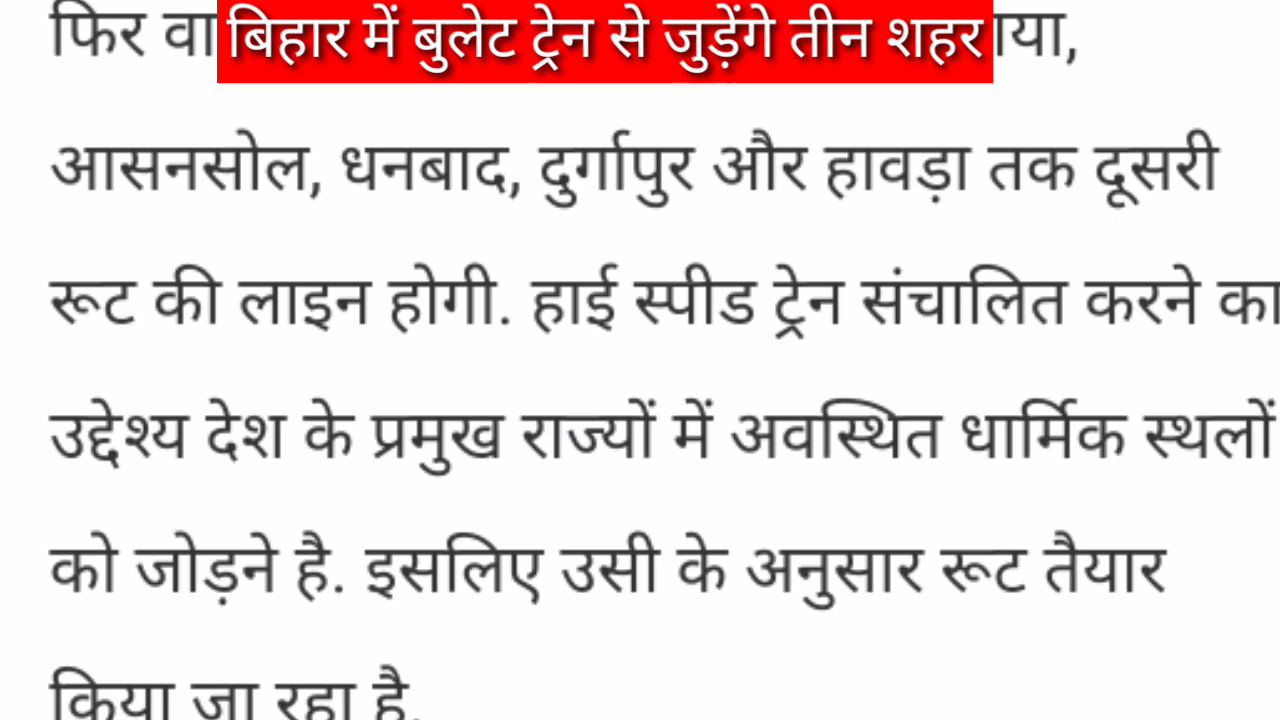 फिर
बिहार में बुलेट ट्रेन से जुड़ेंगे तीन शहर
आसनसोल, धनबाद, दुर्गापुर और हावड़ा तक दूसरी
रूट की लाइन होगी. हाई स्पीड ट्रेन संचालित करने का
उद्देश्य देश के प्रमुख राज्यों में अवस्थित धार्मिक स्थलों
को जोड़ने है. इसलिए उसी के अनुसार रूट तैयार
किया जा रहा है.